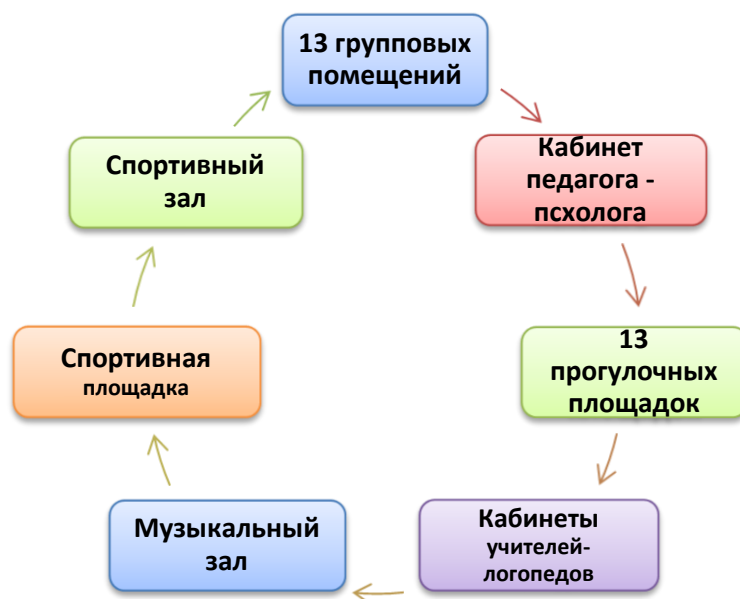 13 групповых
помещений
Кабинет
педагога -
псхолога
13
прогулочных
площадок
Кабинеты
учителей-
логопедов
Музыкальный
зал
Спортивная
площадка
Спортивный
зал